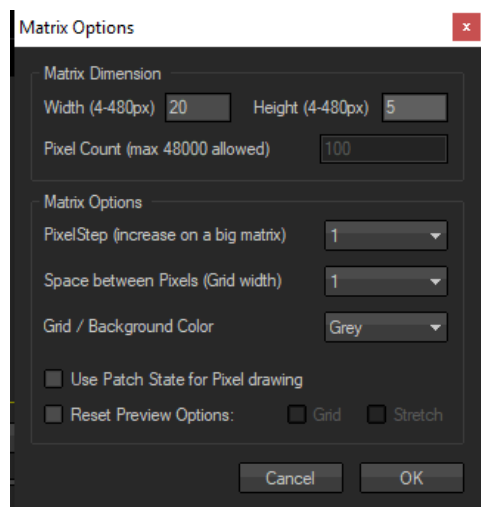 Matrix Options
x
Matrix Dimension
Width (4-480px) 20 Height (4-480px) 5
Pixel Count (max 48000 allowed) 100
Matrix Options
PixelStep (increase on a big matrix) 1
Space between Pixels (Grid width) 1
Grid / Background Color Grey
Use Patch State for Pixel drawing
Reset Preview Options: Grid Stretch
Cancel OK